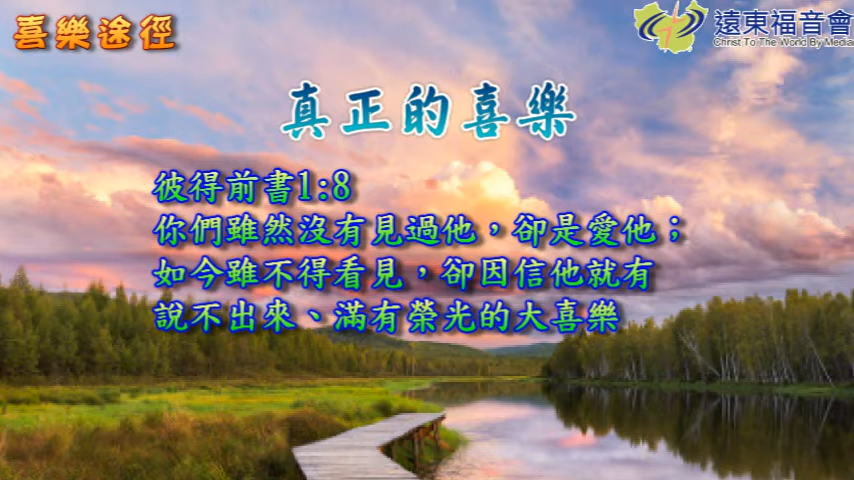 喜樂途徑
遠東福音會
Christ To The World By Media
真正的喜樂
彼得前書1:8
你們雖然沒有見過他，卻是愛他；
如今雖不得看見，卻因信他就有
說不出來、滿有榮光的大喜樂